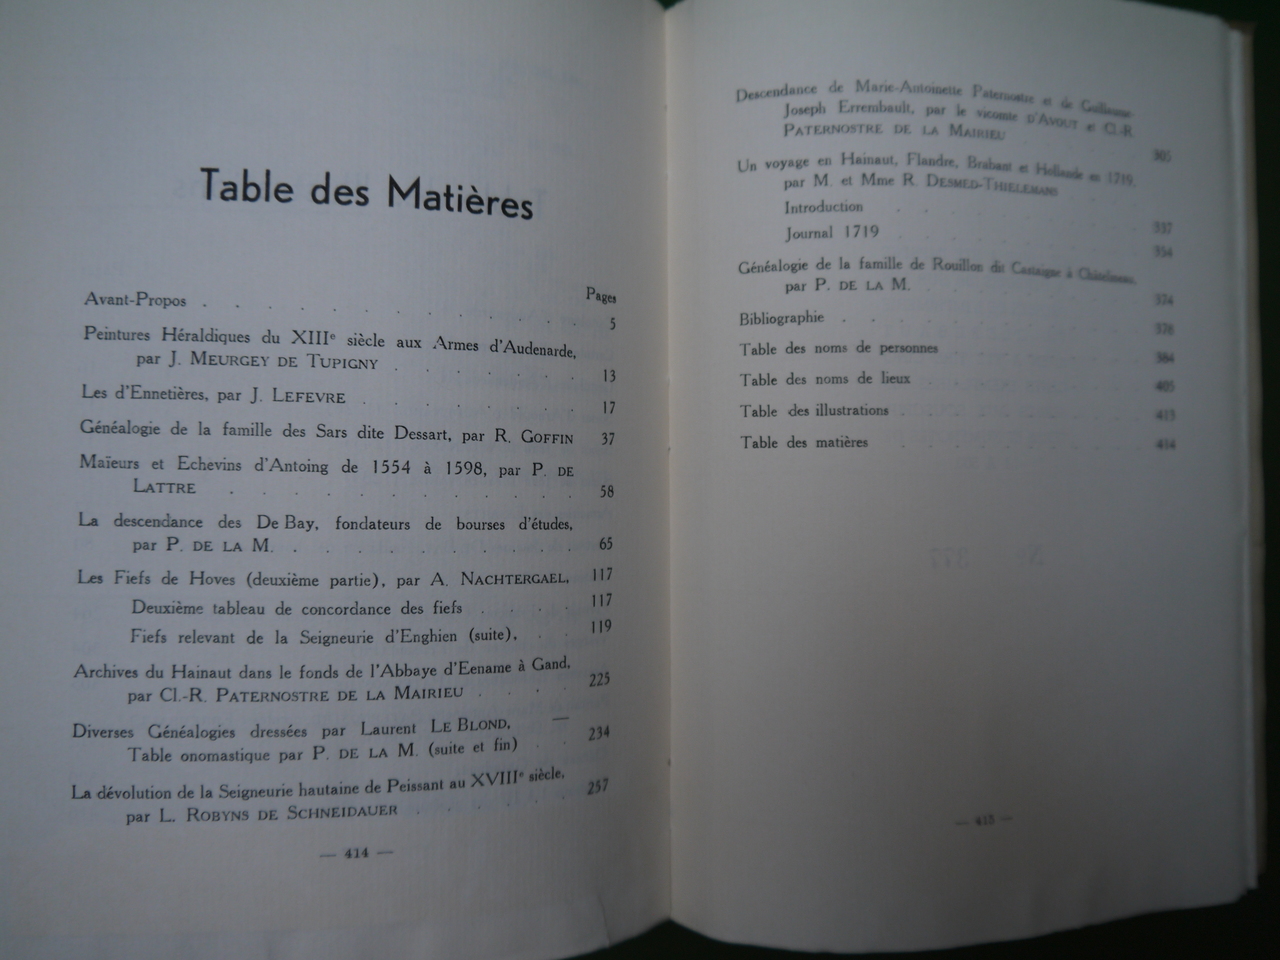 Table des Matières
Pages
Avant-Propos . . . . . . . . . . . 5
Peintures Héraldiques du XIIIe siècle aux Armes d'Audenarde,
par J. MEURGEY DE TUPIGNY . . . . . . . 13
Les d'Ennetières, par J. LEFEVRE . . . . . . . . 17
Généalogie de la famille des Sars dite Dessart, par R. GOFFIN 37
Maïeurs et Echevins d'Antoing de 1554 à 1598, par P. DE
LATTRE . . . . . . . . . . . . 58
La descendance des De Bay, fondateurs de bourses d'études,
par P. DE LA M. . . . . . . . . . . 65
Les Fiefs de Hoves (deuxième partie), par A. NACHTERGAEL, 117
Deuxième tableau de concordance des fiefs . . . . 117
Fiefs relevant de la Seigneurie d'Enghien (suite). . . 119
Archives du Hainaut dans le fonds de l'Abbaye d'Eename à Gand,
par Cl.-R. PATERNOSTRE DE LA MAIRIEU . . . . 225
Diverses Généalogies dressées par Laurent LE BLOND, —
Table onomastique par P. DE LA M. (suite et fin) . . 234
La dévolution de la Seigneurie hautaine de Peissant au XVIIIe siècle,
par L. ROBYNS DE SCHNEIDAUER . . . . . . 257
— 414 —
Descendance de Marie-Antoinette Paternostre et de Guillaume-
Joseph Errembault, par le vicomte D'AVOUT et Cl.-R.
PATERNOSTRE DE LA MAIRIEU . . . . 305
Un voyage en Hainaut, Flandre, Brabant et Hollande en 1719,
par M. et Mme R. DESMED-THIELEMANS
Introduction . . . . . . . . . 337
Journal 1719 . . . . . . . . . 354
Généalogie de la famille de Rouillon dit Castaigne à Châtelineau,
par P. DE LA M. . . . . . . . . 374
Bibliographie . . . . . . . . . . . 378
Table des noms de personnes . . . . . . . 384
Table des noms de lieux . . . . . . . . 405
Table des illustrations . . . . . . . . 413
Table des matières . . . . . . . . 414
— 415 —